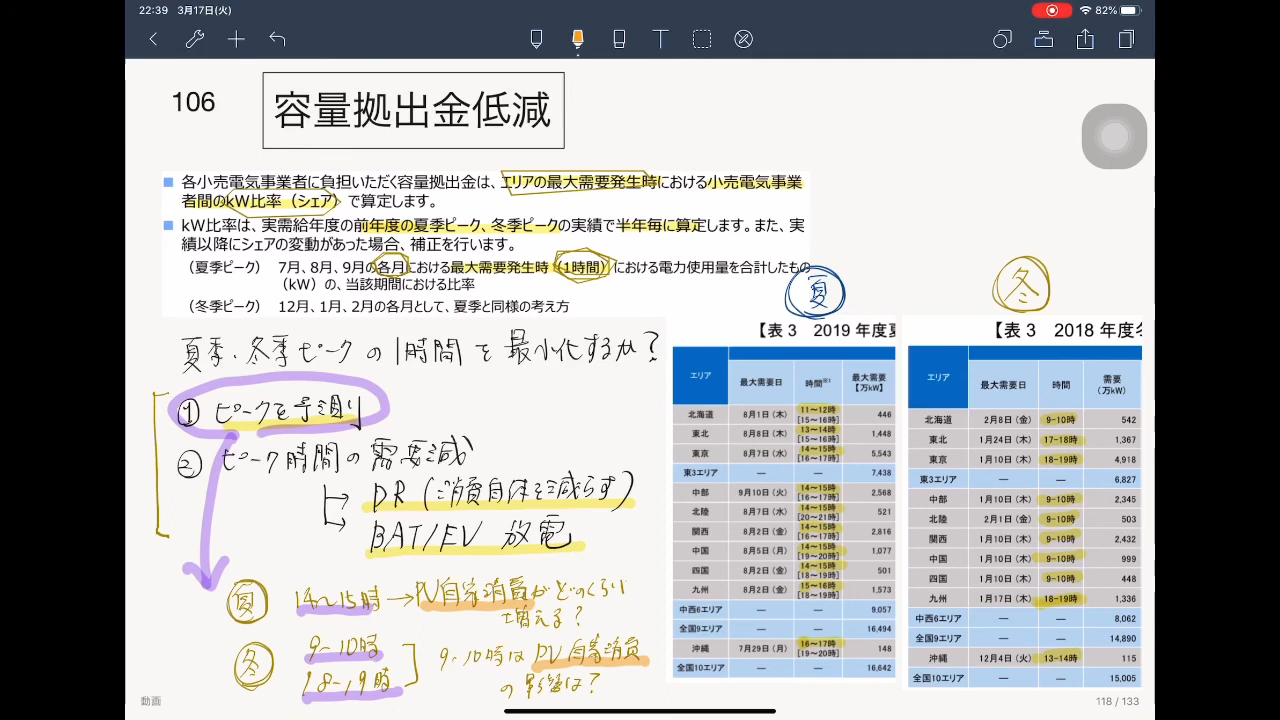 22:39 3月17日(火)
82%
106
容量拠出金低減
各小売電気事業者に負担いただく容量拠出金は、エリアの最大需要発生時における小売電気事業
者間のkW比率（シェア）で算定します。
kW比率は、実需給年度の前年度の夏季ピーク、冬季ピークの実績で半年毎に算定します。また、実
績以降にシェアの変動があった場合、補正を行います。
（夏季ピーク） 7月、8月、9月の各月における最大需要発生時（1時間）における電力使用量を合計したもの
（kW）の、当該期間における比率
（冬季ピーク） 12月、1月、2月の各月として、夏季と同様の考え方
夏季・冬季ピークの1時間を最小化するか？
① ピークを予測し
② ピーク時間の需要減
DR（消費自体を減らす）
BAT/EV 放電
夏 14〜15時→PV自家消費がどのくらい
増える？
冬 9-10時
18-19時
9-10時はPV自家消費
の影響は？
夏
【表３ 2019 年度夏
エリア 最大需要日 時間※1 最大需要【万kW】
北海道 8月1日（木） 11～12時 [15～16時] 446
東北 8月8日（木） 13～14時 [15～16時] 1,448
東京 8月7日（水） 14～15時 [16～17時] 5,543
東3エリア ― ― 7,438
中部 9月10日（火） 14～15時 [16～17時] 2,568
北陸 8月7日（水） 14～15時 [20～21時] 521
関西 8月2日（金） 14～15時 [16～17時] 2,816
中国 8月5日（月） 14～15時 [19～20時] 1,077
四国 8月2日（金） 14～15時 [18～19時] 501
九州 8月2日（金） 15～16時 [18～19時] 1,573
中西6エリア ― ― 9,057
全国9エリア ― ― 16,494
沖縄 7月29日（月） 16～17時 [19～20時] 148
全国10エリア ― ― 16,642
冬
【表３ 2018 年度冬
エリア 最大需要日 時間 需要（万kW）
北海道 2月8日（金） 9-10時 542
東北 1月24日（木） 17-18時 1,367
東京 1月10日（木） 18-19時 4,918
東3エリア ― ― 6,827
中部 1月10日（木） 9-10時 2,345
北陸 2月1日（金） 9-10時 503
関西 1月10日（木） 9-10時 2,432
中国 1月10日（木） 9-10時 999
四国 1月10日（木） 9-10時 448
九州 1月17日（木） 18-19時 1,336
中西6エリア ― ― 8,062
全国9エリア ― ― 14,890
沖縄 12月4日（火） 13-14時 115
全国10エリア ― ― 15,005
動画
118 / 133